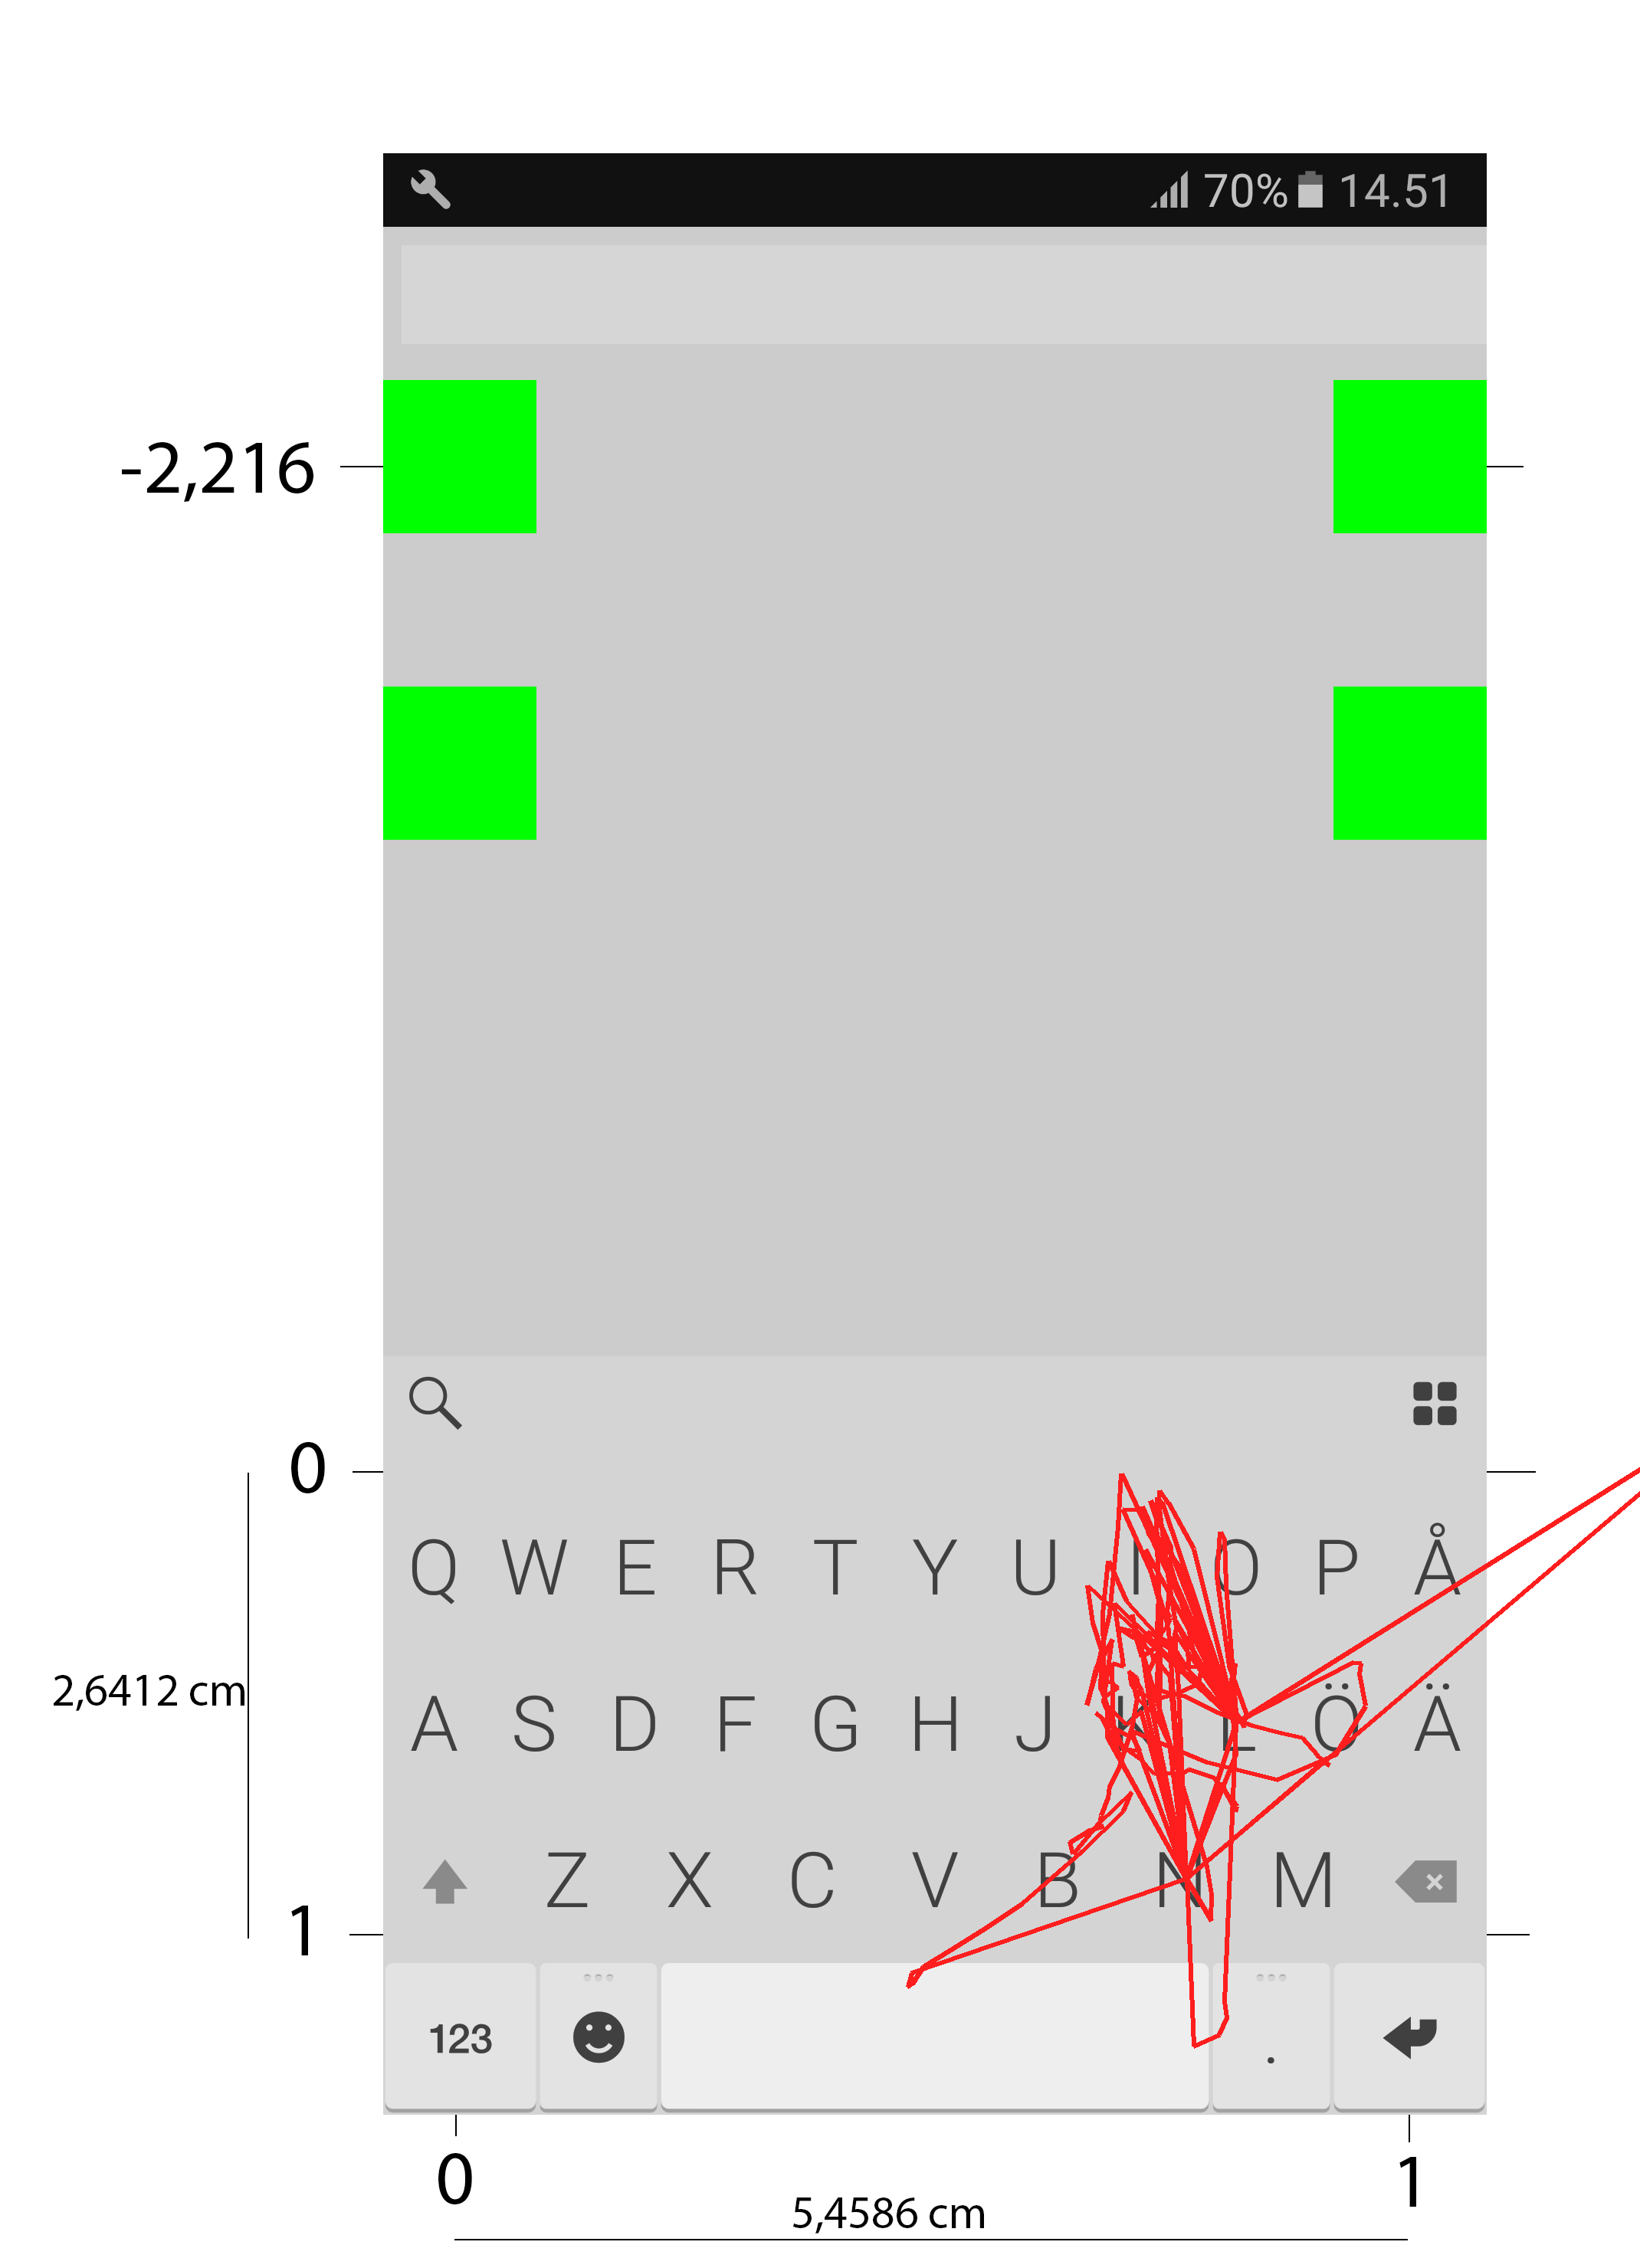 70% 14.51
-2,216
0
Q W E R T Y U I O P Å
2,6412 cm
A S D F G H J K L Ö Ä
Z X C V B N M
1
123 .
0 1
5,4586 cm